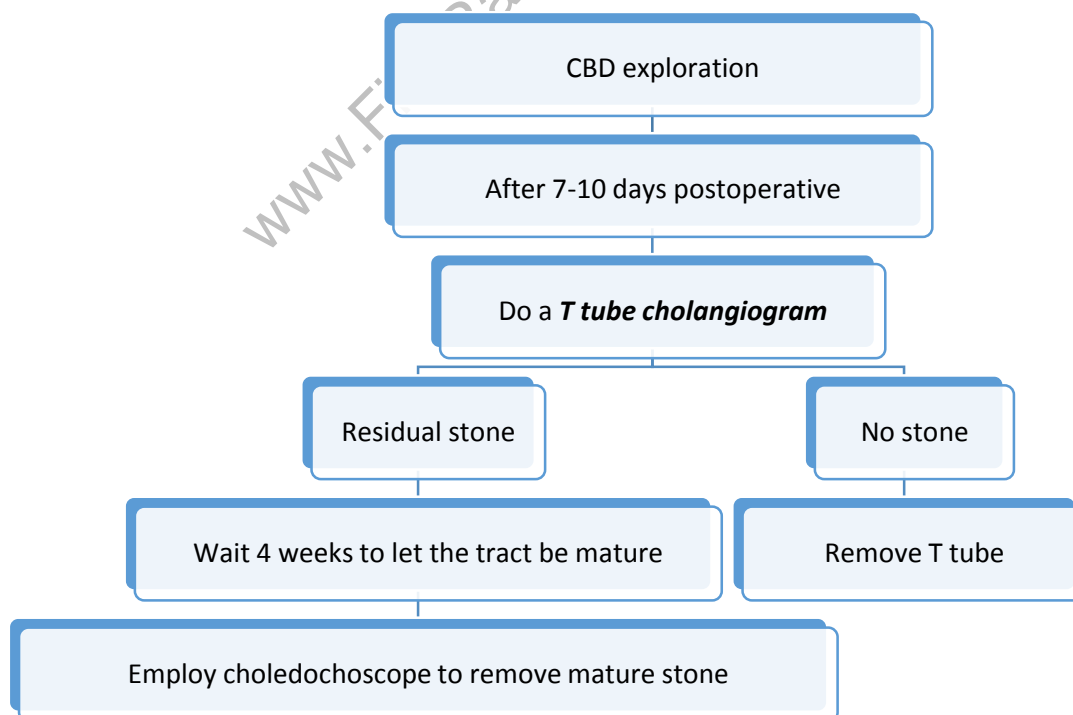 CBD exploration
After 7-10 days postoperative
Do a T tube cholangiogram
Residual stone
No stone
Wait 4 weeks to let the tract be mature
Remove T tube
Employ choledochoscope to remove mature stone